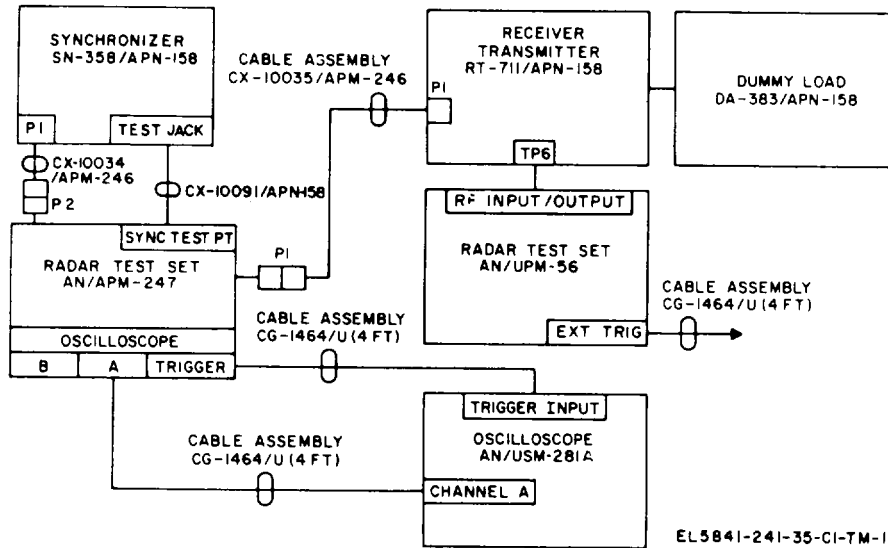 SYNCHRONIZER
SN-358/APN-158
P1
TEST JACK
CX-10034
/APM-246
P2
CX-10091/APN-158
SYNC TEST PT
RADAR TEST SET
AN/APM-247
OSCILLOSCOPE
B
A
TRIGGER
CABLE ASSEMBLY
CX-10035/APM-246
P1
P1
RECEIVER
TRANSMITTER
RT-711/APN-158
TP6
DUMMY LOAD
DA-383/APN-158
RF INPUT/OUTPUT
RADAR TEST SET
AN/UPM-56
EXT TRIG
CABLE ASSEMBLY
CG-1464/U (4 FT)
CABLE ASSEMBLY
CG-1464/U (4 FT)
TRIGGER INPUT
OSCILLOSCOPE
AN/USM-281A
CHANNEL A
CABLE ASSEMBLY
CG-1464/U (4 FT)
EL5841-241-35-C1-TM-1